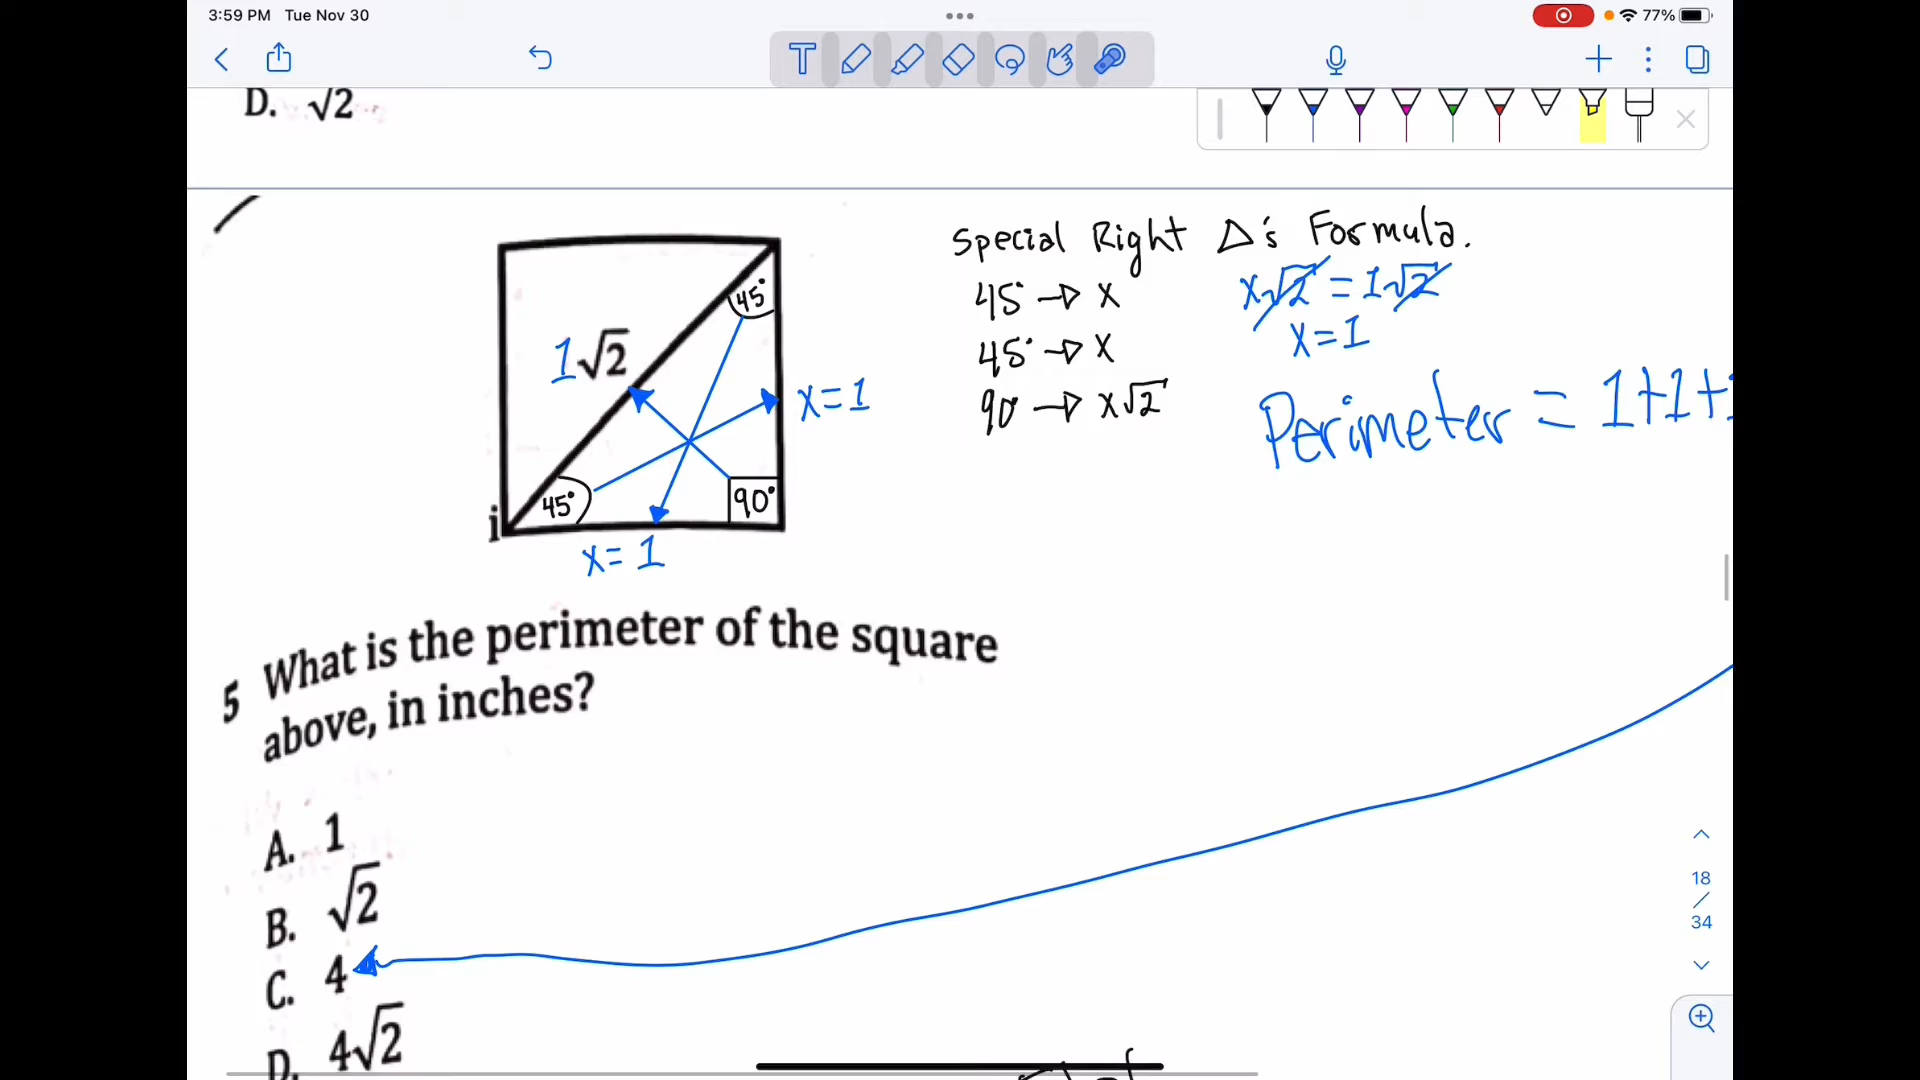 3:59 PM Tue Nov 30
77%
D. √2
Special Right △'s Formula.
45° → x
x√2 = 1√2
45° → x
x = 1
90° → x√2
Perimeter = 1+1+
45°
1√2
x=1
45°
90°
i
x= 1
5 What is the perimeter of the square
above, in inches?
A. 1
B. √2
C. 4
D. 4√2
18
/
34